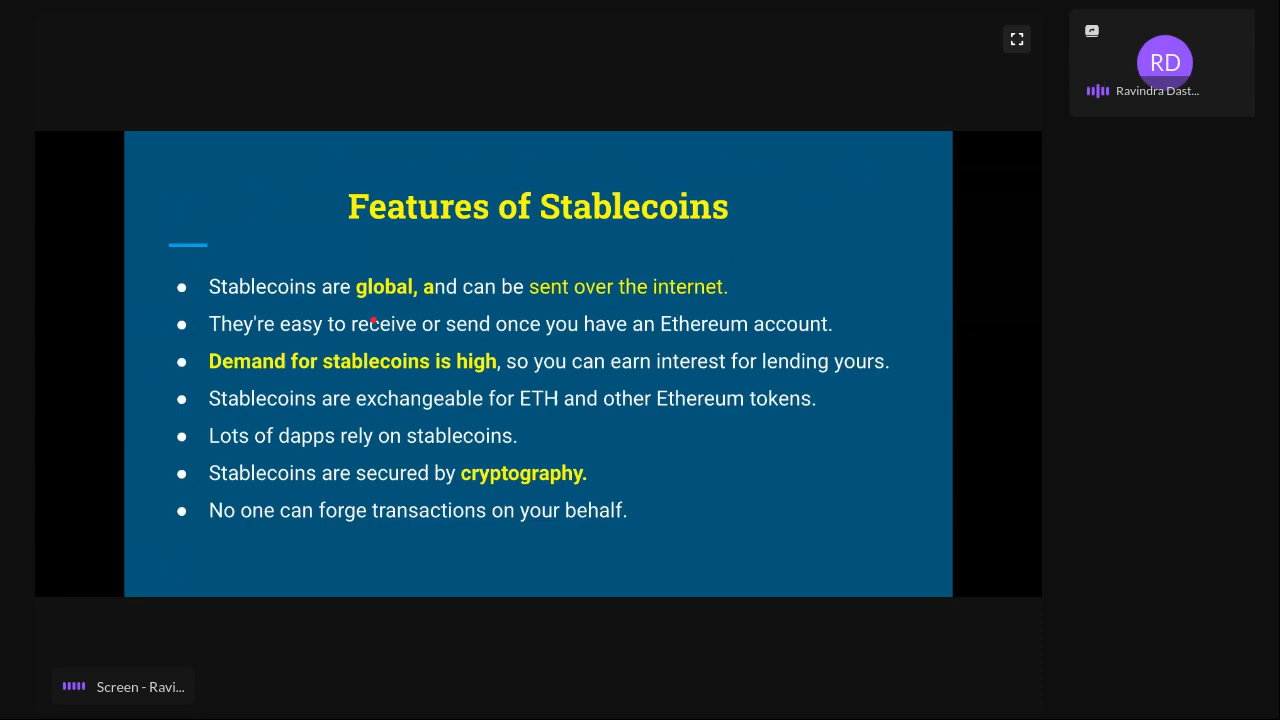 RD
Ravindra Dast...
Features of Stablecoins
● Stablecoins are global, and can be sent over the internet.
● They're easy to receive or send once you have an Ethereum account.
● Demand for stablecoins is high, so you can earn interest for lending yours.
● Stablecoins are exchangeable for ETH and other Ethereum tokens.
● Lots of dapps rely on stablecoins.
● Stablecoins are secured by cryptography.
● No one can forge transactions on your behalf.
Screen - Ravi...